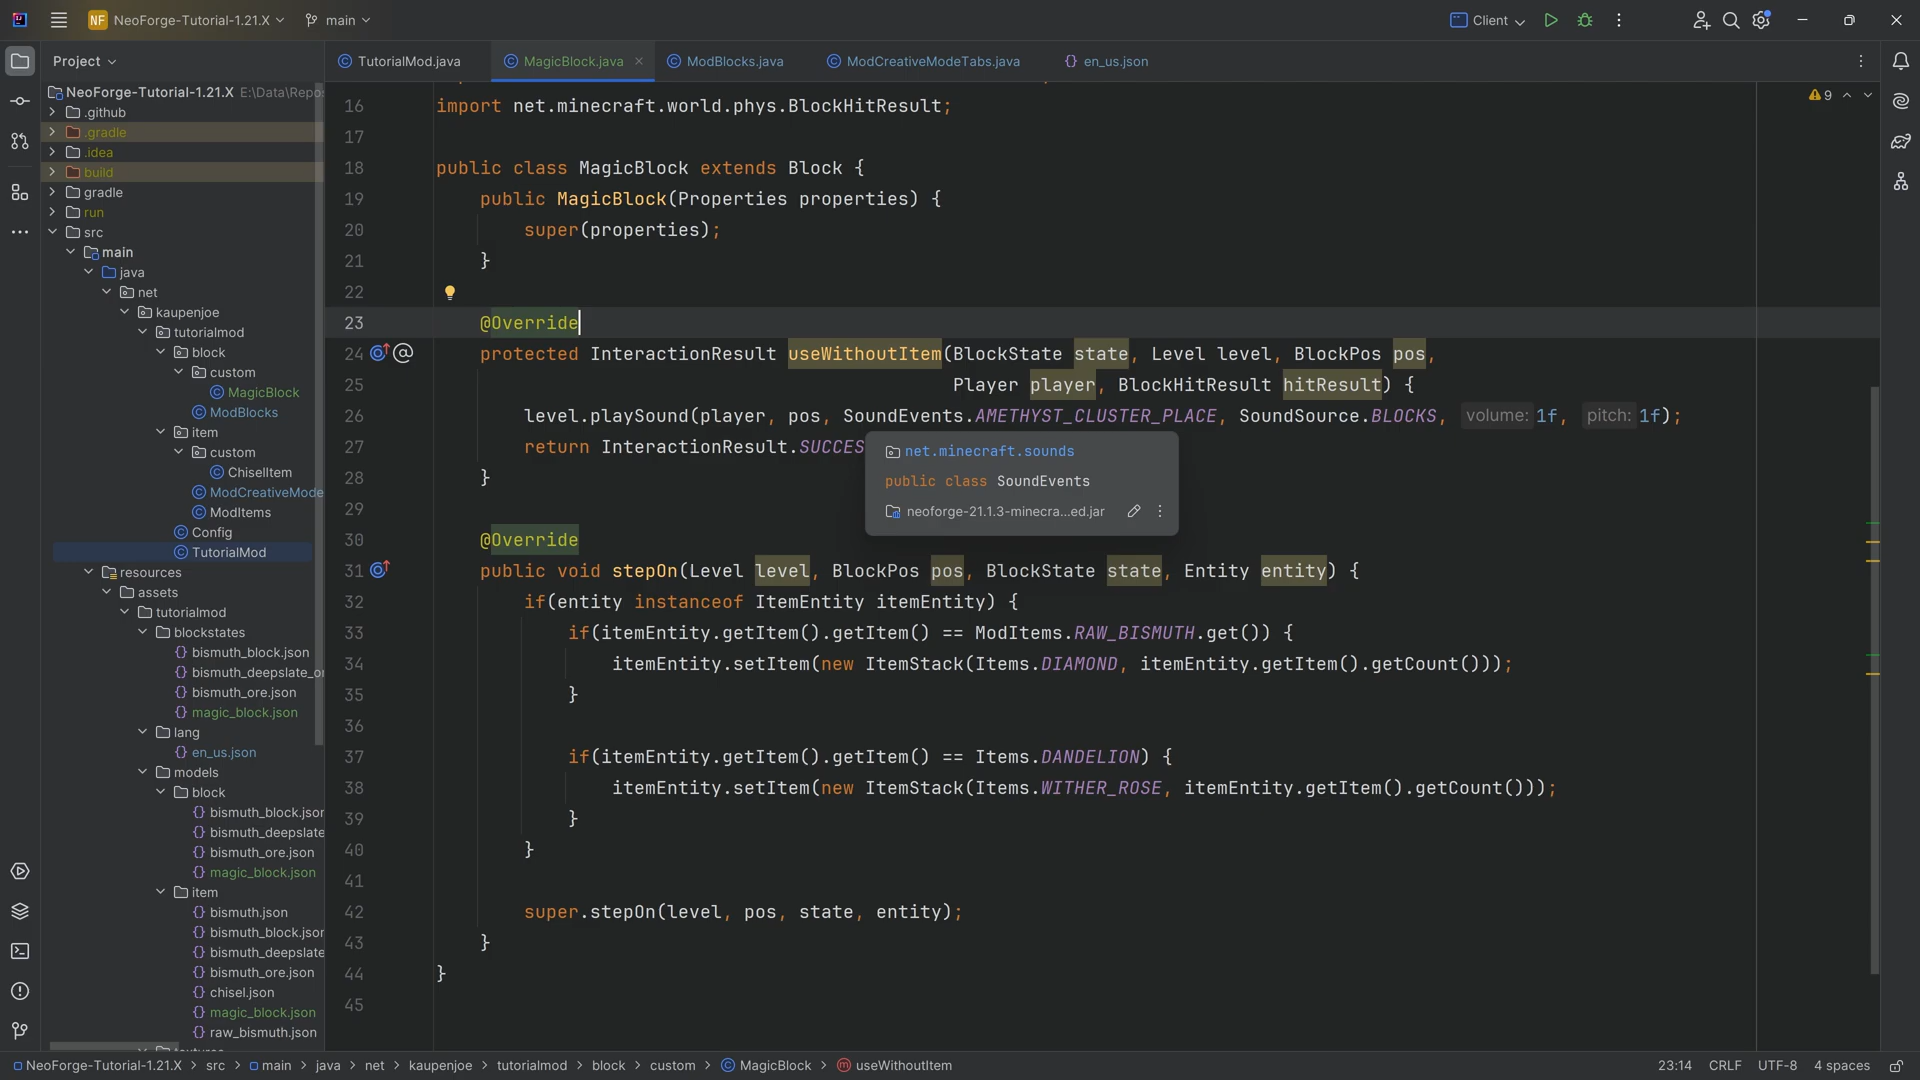 NF NeoForge-Tutorial-1.21.X main Client
Project
TutorialMod.java MagicBlock.java ModBlocks.java ModCreativeModeTabs.java en_us.json
NeoForge-Tutorial-1.21.X E:\Data\Repo
.github
.gradle
.idea
build
gradle
run
src
main
java
net
kaupenjoe
tutorialmod
block
custom
MagicBlock
ModBlocks
item
custom
ChiselItem
ModCreativeMode
ModItems
Config
TutorialMod
resources
assets
tutorialmod
blockstates
bismuth_block.json
bismuth_deepslate_or
bismuth_ore.json
magic_block.json
lang
en_us.json
models
block
bismuth_block.json
bismuth_deepslate
bismuth_ore.json
magic_block.json
item
bismuth.json
bismuth_block.json
bismuth_deepslate
bismuth_ore.json
chisel.json
magic_block.json
raw_bismuth.json
9
16 import net.minecraft.world.phys.BlockHitResult;
17
18 public class MagicBlock extends Block {
19 public MagicBlock(Properties properties) {
20 super(properties);
21 }
22
23 @Override
24 protected InteractionResult useWithoutItem(BlockState state, Level level, BlockPos pos,
25 Player player, BlockHitResult hitResult) {
26 level.playSound(player, pos, SoundEvents.AMETHYST_CLUSTER_PLACE, SoundSource.BLOCKS, volume: 1f, pitch: 1f);
27 return InteractionResult.SUCCES
28 }
29
30 @Override
31 public void stepOn(Level level, BlockPos pos, BlockState state, Entity entity) {
32 if(entity instanceof ItemEntity itemEntity) {
33 if(itemEntity.getItem().getItem() == ModItems.RAW_BISMUTH.get()) {
34 itemEntity.setItem(new ItemStack(Items.DIAMOND, itemEntity.getItem().getCount()));
35 }
36
37 if(itemEntity.getItem().getItem() == Items.DANDELION) {
38 itemEntity.setItem(new ItemStack(Items.WITHER_ROSE, itemEntity.getItem().getCount()));
39 }
40 }
41
42 super.stepOn(level, pos, state, entity);
43 }
44 }
45
net.minecraft.sounds
public class SoundEvents
neoforge-21.1.3-minecra...ed.jar
NeoForge-Tutorial-1.21.X > src > main > java > net > kaupenjoe > tutorialmod > block > custom > MagicBlock > useWithoutItem 23:14 CRLF UTF-8 4 spaces